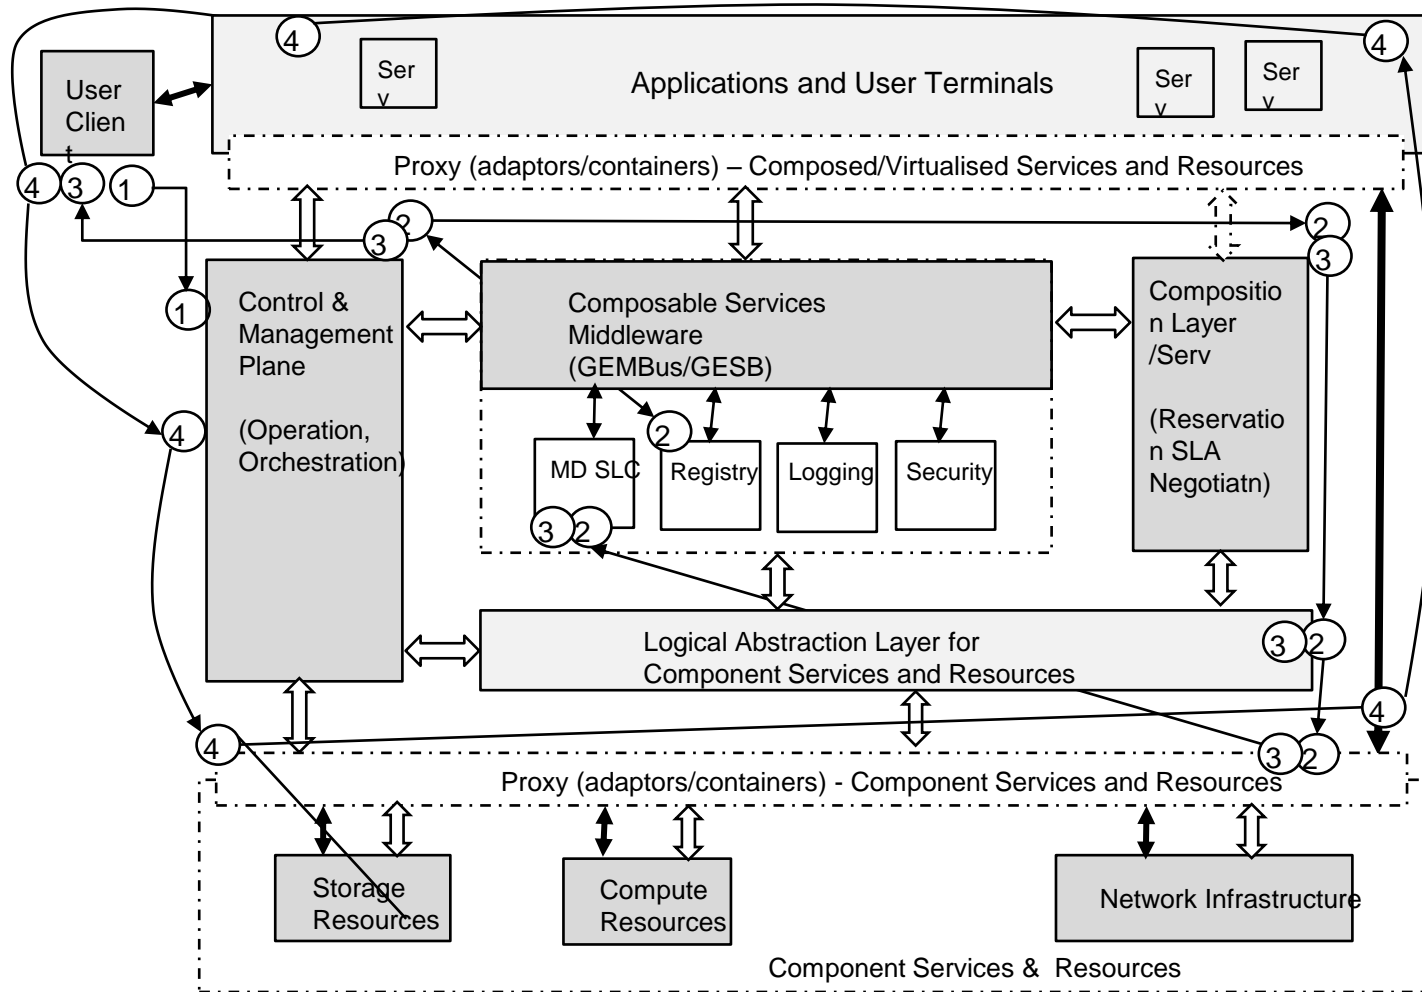 4
4
Ser
v
Ser
v
Ser
v
Applications and User Terminals
User
Clien
t
Proxy (adaptors/containers) – Composed/Virtualised Services and Resources
4
3
1
2
3
2
3
1
Control &
Management
Plane
(Operation,
Orchestration)
Composable Services
Middleware
(GEMBus/GESB)
Compositio
n Layer
/Serv
(Reservatio
n SLA
Negotiatn)
4
2
MD SLC
Registry
Logging
Security
3
2
Logical Abstraction Layer for
Component Services and Resources
3
2
4
4
3
2
Proxy (adaptors/containers) - Component Services and Resources
Storage
Resources
Compute
Resources
Network Infrastructure
Component Services & Resources